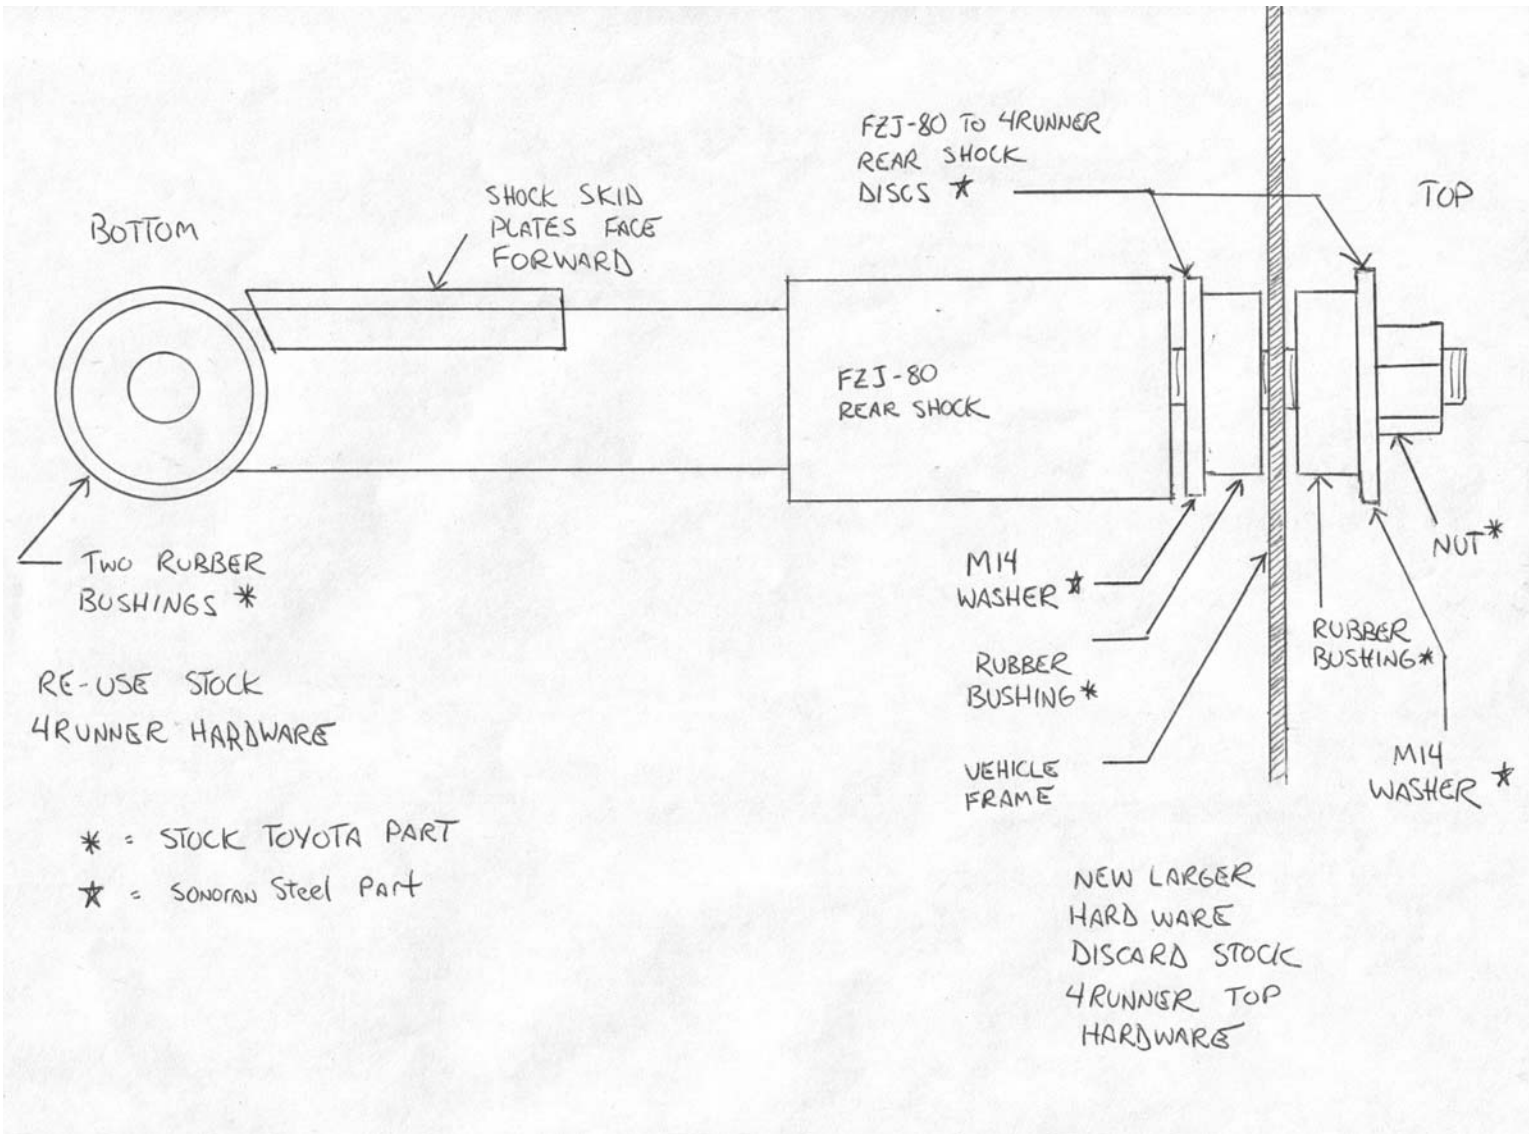 FZJ-80 TO 4RUNNER
REAR SHOCK
DISCS ☆
TOP
SHOCK SKID
PLATES FACE
FORWARD
BOTTOM
FZJ-80
REAR SHOCK
TWO RUBBER
BUSHINGS *
M14
WASHER ☆
NUT *
RUBBER
BUSHING *
RUBBER
BUSHING *
VEHICLE
FRAME
M14
WASHER ☆
RE-USE STOCK
4RUNNER HARDWARE
* = STOCK TOYOTA PART
☆ = SONORAN Steel Part
NEW LARGER
HARD WARE
DISCARD STOCK
4RUNNER TOP
HARDWARE